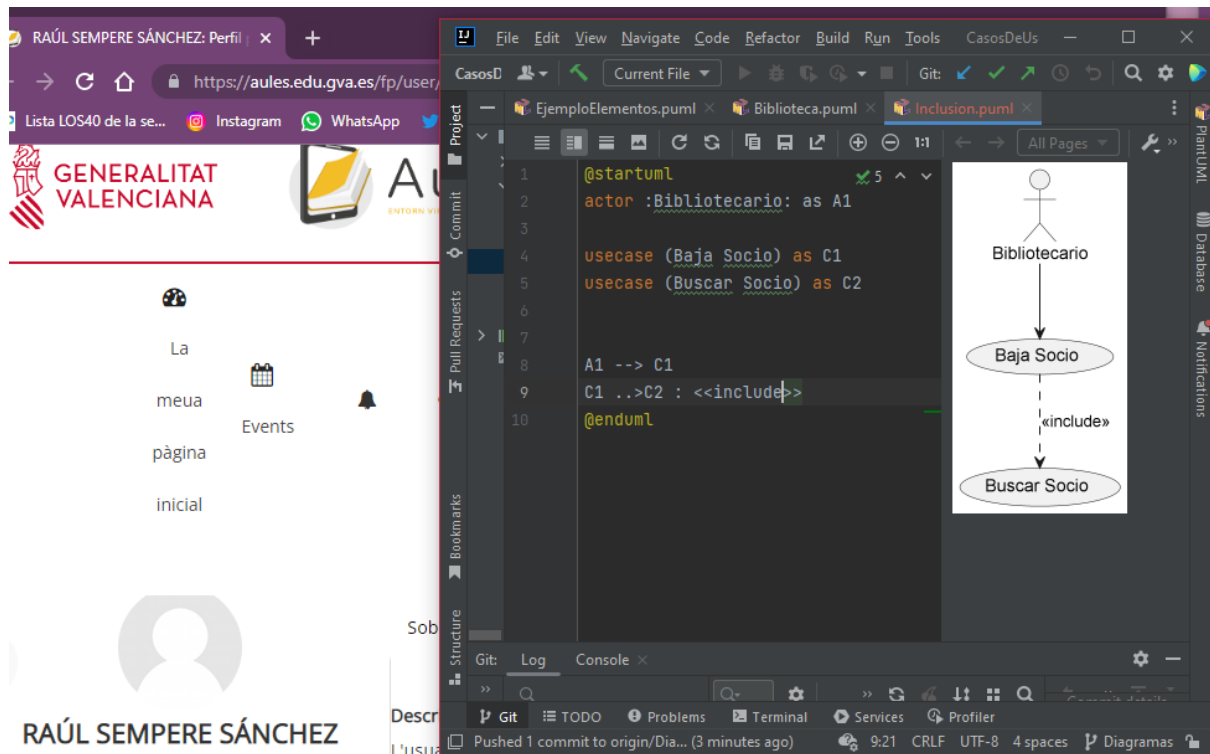 RAÚL SEMPERE SÁNCHEZ: Perfil
https://aules.edu.gva.es/fp/user/
Lista LOS40 de la se... Instagram WhatsApp
GENERALITAT
VALENCIANA
Au
La
meua
pàgina
inicial
Events
RAÚL SEMPERE SÁNCHEZ
Sob
Descr
L'usua
IJ File Edit View Navigate Code Refactor Build Run Tools CasosDeUs
CasosD Current File Git:
EjemploElementos.puml Biblioteca.puml Inclusion.puml
1:1 All Pages
Project
Commit
Pull Requests
Bookmarks
Structure
1 @startuml 5
2 actor :Bibliotecario: as A1
3
4 usecase (Baja Socio) as C1
5 usecase (Buscar Socio) as C2
6
7
8 A1 --> C1
9 C1 ..>C2 : <<include>>
10 @enduml
Bibliotecario
Baja Socio
«include»
Buscar Socio
PlantUML
Database
Notifications
Git: Log Console
Git TODO Problems Terminal Services Profiler
Pushed 1 commit to origin/Dia... (3 minutes ago) 9:21 CRLF UTF-8 4 spaces Diagramas